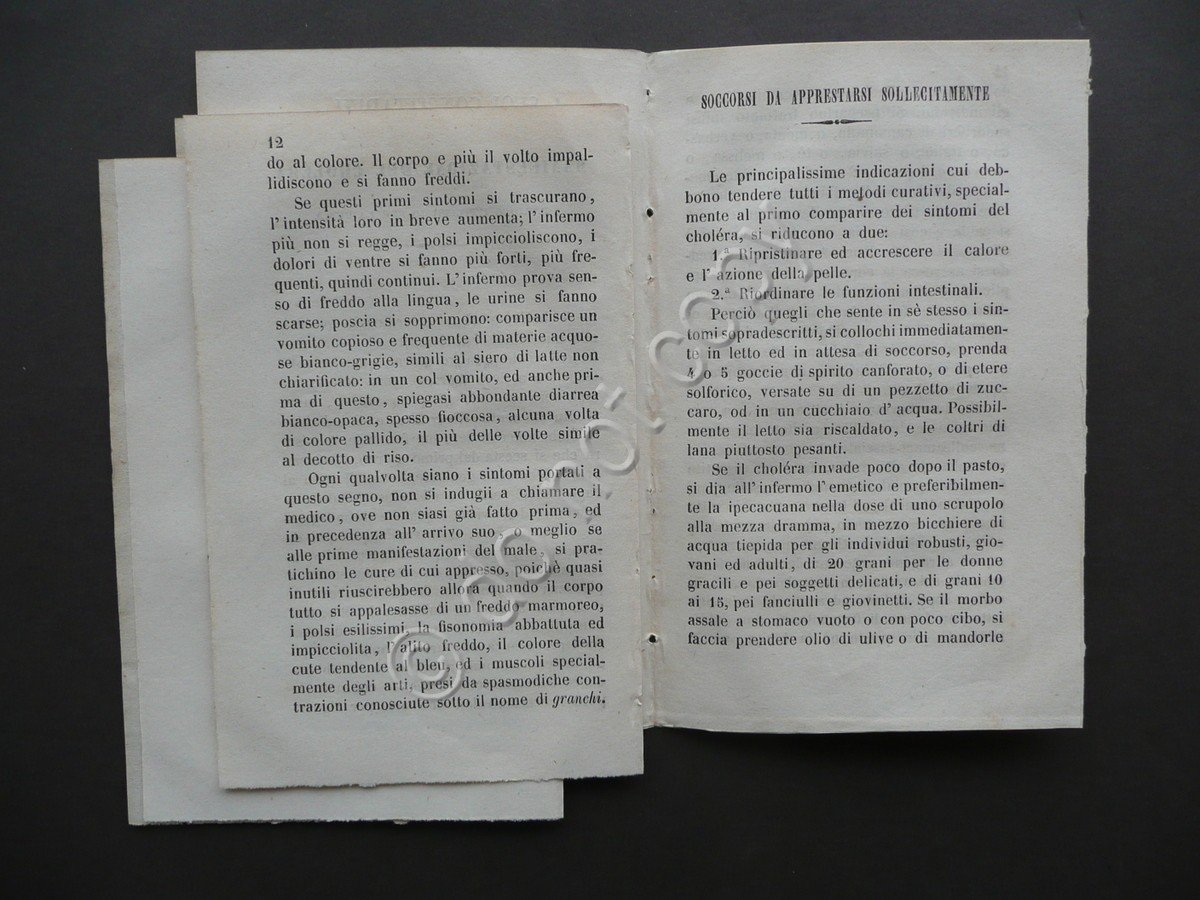 12
do al colore. Il corpo e più il volto impal-
lidiscono e si fanno freddi.
Se questi primi sintomi si trascurano,
l'intensità loro in breve aumenta; l'infermo
più non si regge, i polsi impiccioliscono, i
dolori di ventre si fanno più forti, più fre-
quenti, quindi continui. L'infermo prova sen-
so di freddo alla lingua, le urine si fanno
scarse; poscia si sopprimono: comparisce un
vomito copioso e frequente di materie acquo-
se bianco-grigie, simili al siero di latte non
chiarificato: in un col vomito, ed anche pri-
ma di questo, spiegasi abbondante diarrea
bianco-opaca, spesso fioccosa, alcuna volta
di colore pallido, il più delle volte simile
al decotto di riso.
Ogni qualvolta siano i sintomi portati a
questo segno, non si indugii a chiamare il
medico, ove non siasi già fatto prima, ed
in precedenza all'arrivo suo, o meglio se
alle prime manifestazioni del male, si pra-
tichino le cure di cui appresso, poichè quasi
inutili riuscirebbero allora quando il corpo
tutto si appalesasse di un freddo marmoreo,
i polsi esilissimi, la fisonomia abbattuta ed
impicciolita, l'alito freddo, il colore della
cute tendente al bleu, ed i muscoli special-
mente degli arti, presi da spasmodiche con-
trazioni conosciute sotto il nome di granchi.
SOCCORSI DA APPRESTARSI SOLLECITAMENTE
Le principalissime indicazioni cui deb-
bono tendere tutti i metodi curativi, special-
mente al primo comparire dei sintomi del
choléra, si riducono a due:
1.ª Ripristinare ed accrescere il calore
e l'azione della pelle.
2.ª Riordinare le funzioni intestinali.
Perciò quegli che sente in sè stesso i sin-
tomi sopradescritti, si collochi immediatamen-
te in letto ed in attesa di soccorso, prenda
4 o 5 goccie di spirito canforato, o di etere
solforico, versate su di un pezzetto di zuc-
caro, od in un cucchiaio d'acqua. Possibil-
mente il letto sia riscaldato, e le coltri di
lana piuttosto pesanti.
Se il choléra invade poco dopo il pasto,
si dia all'infermo l'emetico e preferibilmen-
te la ipecacuana nella dose di uno scrupolo
alla mezza dramma, in mezzo bicchiere di
acqua tiepida per gli individui robusti, gio-
vani ed adulti, di 20 grani per le donne
gracili e pei soggetti delicati, e di grani 10
ai 15, pei fanciulli e giovinetti. Se il morbo
assale a stomaco vuoto o con poco cibo, si
faccia prendere olio di ulive o di mandorle